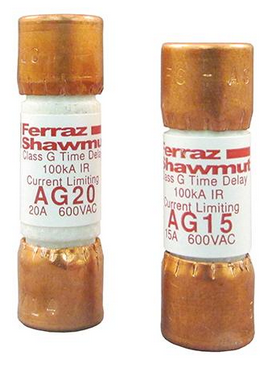 Ferraz
Shawmut
Class G Time Delay
100kA IR
Current Limiting
AG20
20A 600VAC
Ferraz
Shawmut
Class G Time Delay
100kA IR
Current Limiting
AG15
15A 600VAC